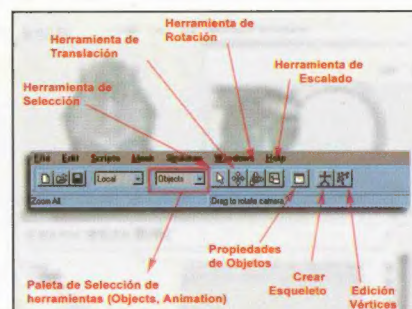 Herramienta de
Rotación
Herramienta de
Translación
Herramienta de
Escalado
Herramienta de
Selección
File Edit Scripts Mesh Skeleton Windows Help
Local Objects
Zoom All Drag to rotate camera
Propiedades
de Objetos
Crear
Esqueleto
Edición
Vértices
Paleta de Selección de
herramientas (Objects, Animation)